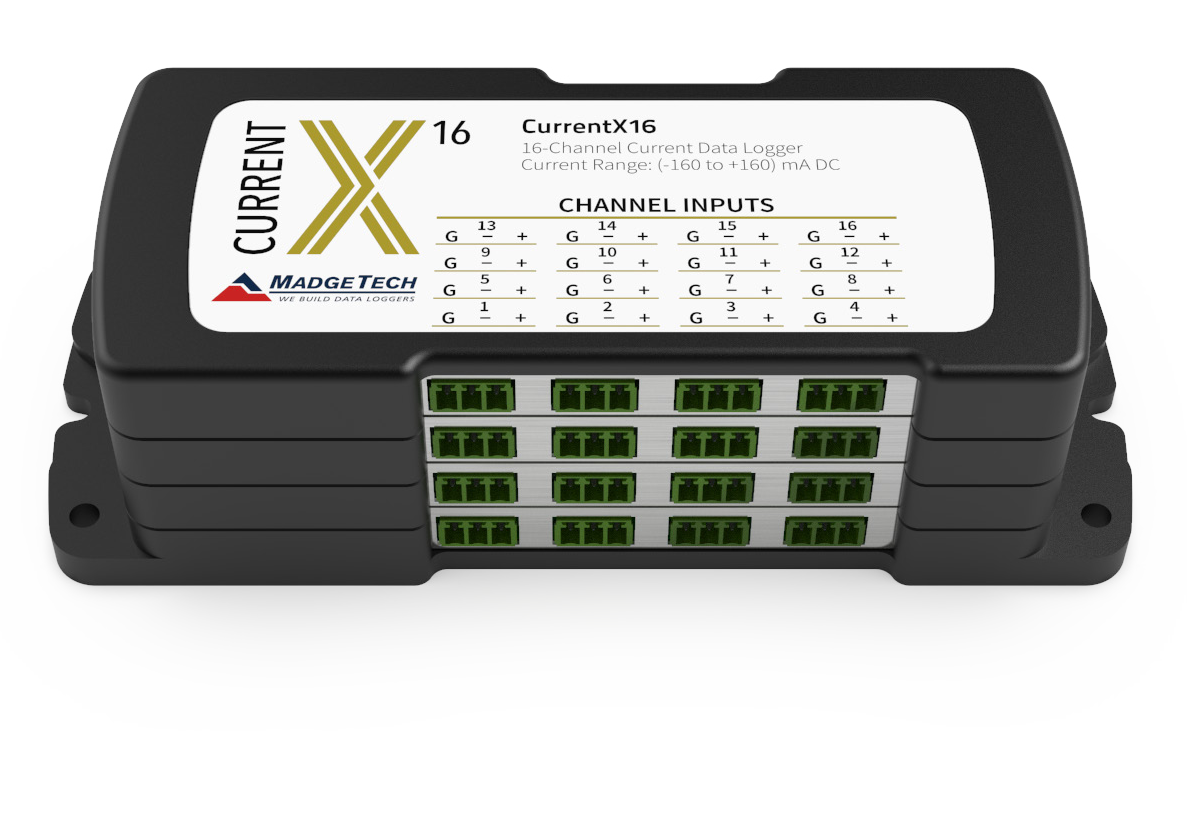 CURRENT
X
16
CurrentX16
16-Channel Current Data Logger
Current Range: (-160 to +160) mA DC
CHANNEL INPUTS
13 14 15 16
G − + G − + G − + G − +
9 10 11 12
G − + G − + G − + G − +
5 6 7 8
G − + G − + G − + G − +
1 2 3 4
G − + G − + G − + G − +
MADGETECH
WE BUILD DATA LOGGERS